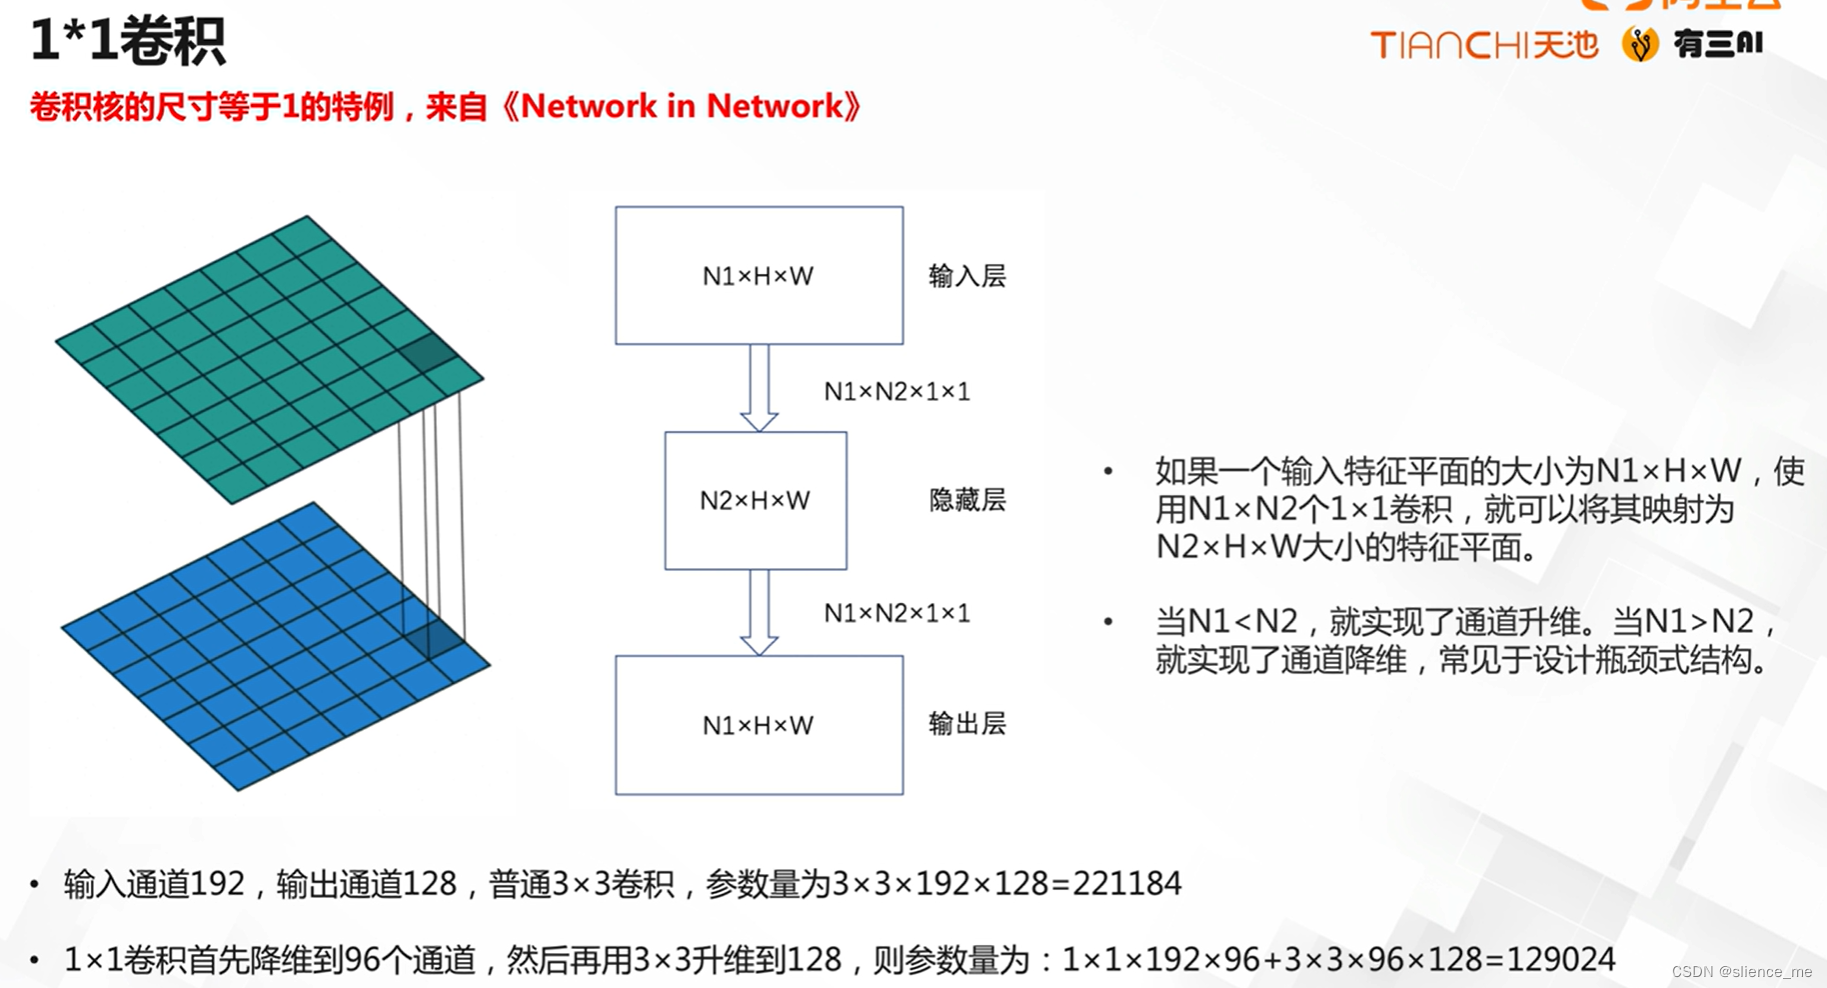 1*1卷积
TIANCHI天池 有三AI
卷积核的尺寸等于1的特例，来自《Network in Network》
N1×H×W
输入层
N1×N2×1×1
N2×H×W
隐藏层
N1×N2×1×1
N1×H×W
输出层
• 如果一个输入特征平面的大小为N1×H×W，使
用N1×N2个1×1卷积，就可以将其映射为
N2×H×W大小的特征平面。
• 当N1<N2，就实现了通道升维。当N1>N2，
就实现了通道降维，常见于设计瓶颈式结构。
• 输入通道192，输出通道128，普通3×3卷积，参数量为3×3×192×128=221184
• 1×1卷积首先降维到96个通道，然后再用3×3升维到128，则参数量为：1×1×192×96+3×3×96×128=129024
CSDN @slience_me